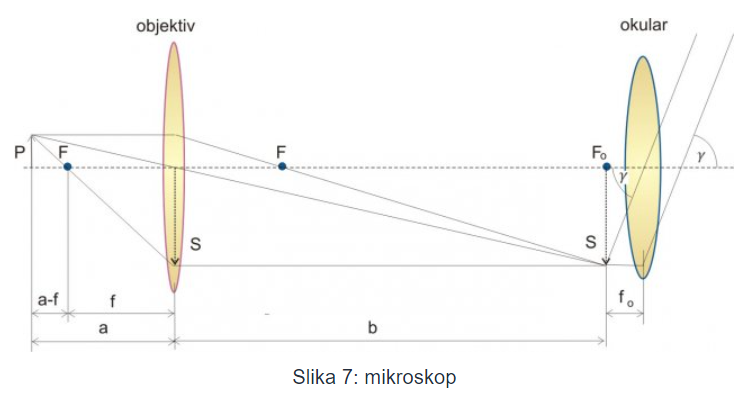 objektiv
okular
P
F
F
Fₒ
γ
γ
S
S
a-f
f
fₒ
a
b
Slika 7: mikroskop